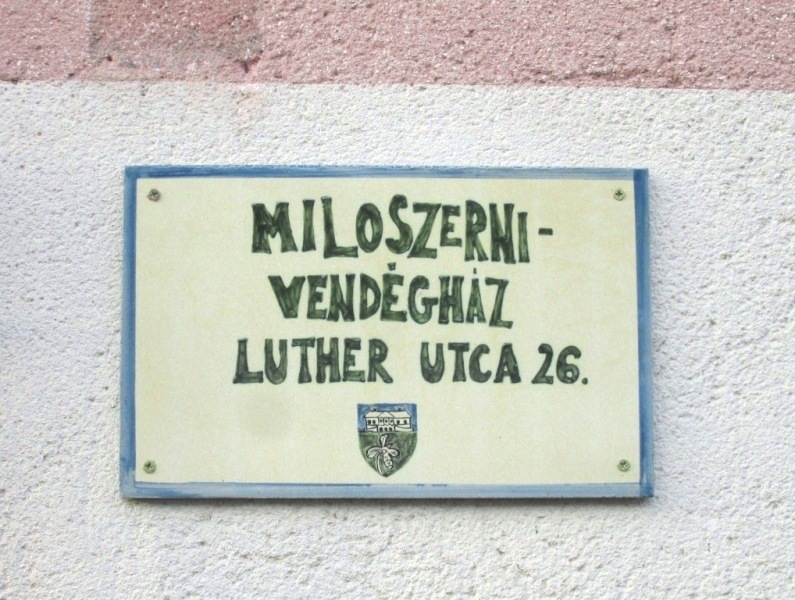 MILOSZERNI-
VENDÉGHÁZ
LUTHER UTCA 26.